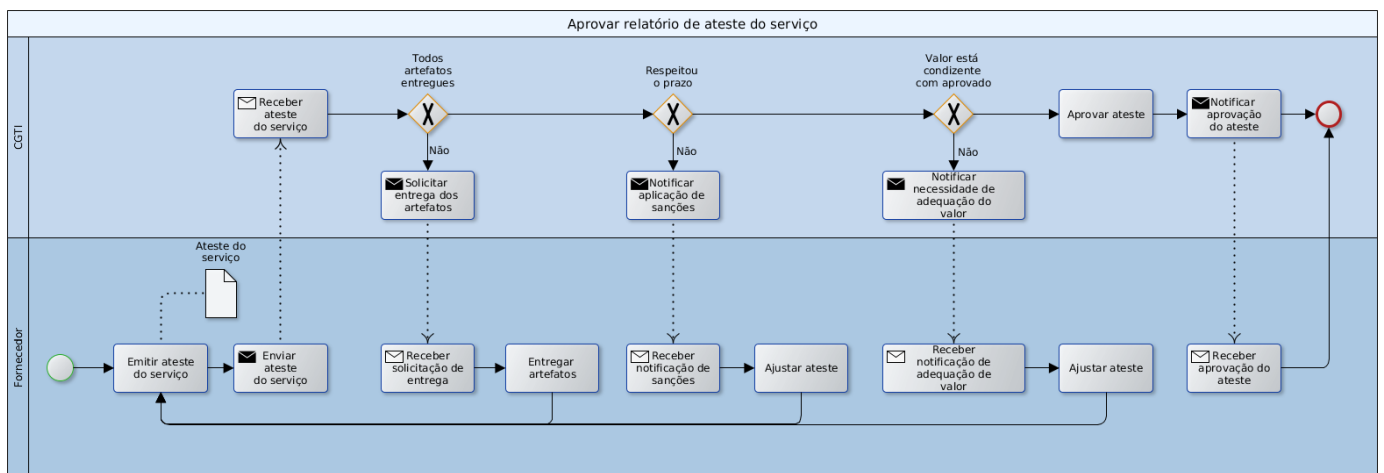 Aprovar relatório de ateste do serviço
CGTI
Receber
ateste
do serviço
Todos
artefatos
entregues
Não
Solicitar
entrega dos
artefatos
Respeitou
o prazo
Não
Notificar
aplicação de
sanções
Valor está
condizente
com aprovado
Não
Notificar
necessidade de
adequação do
valor
Aprovar ateste
Notificar
aprovação
do ateste
Fornecedor
Ateste do
serviço
Emitir ateste
do serviço
Enviar
ateste
do serviço
Receber
solicitação de
entrega
Entregar
artefatos
Receber
notificação de
sanções
Ajustar ateste
Receber
notificação de
adequação de
valor
Ajustar ateste
Receber
aprovação do
ateste